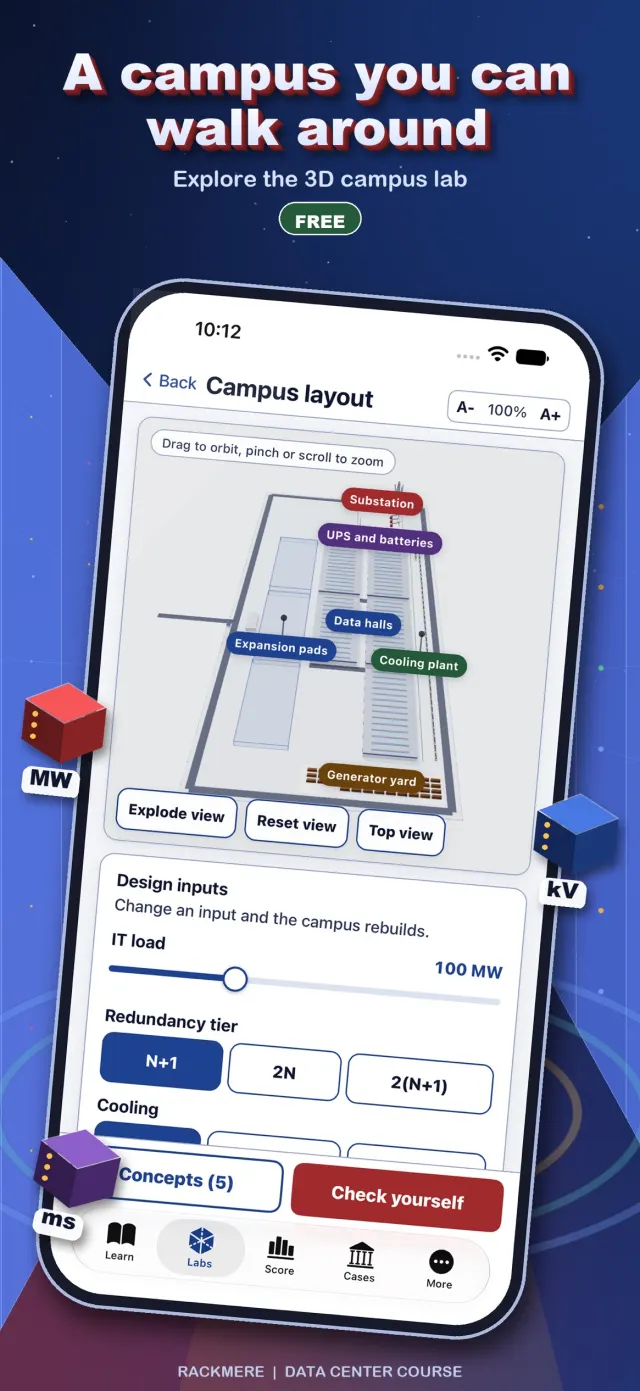 A campus you can
walk around
Explore the 3D campus lab
FREE
10:12
Back Campus layout
A- 100% A+
Drag to orbit, pinch or scroll to zoom
Substation
UPS and batteries
Data halls
Expansion pads
Cooling plant
Generator yard
Explode view Reset view Top view
MW
kV
Design inputs
Change an input and the campus rebuilds.
IT load
100 MW
Redundancy tier
N+1 2N 2(N+1)
Cooling
Concepts (5) Check yourself
ms
Learn Labs Score Cases More
RACKMERE | DATA CENTER COURSE